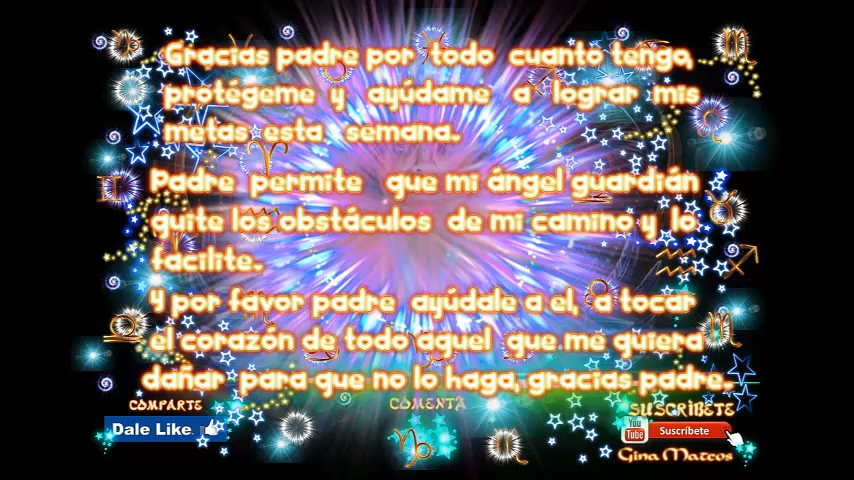 Gracias padre por todo cuanto tengo,
protégeme y ayúdame a lograr mis
metas esta semana.
Padre permite que mi ángel guardián
quite los obstáculos de mi camino y lo
facilite.
Y por favor padre ayúdale a el, a tocar
el corazón de todo aquel que me quiera
dañar para que no lo haga, gracias padre.
COMPARTE
COMENTA
SUSCRIBETE
Dale Like.
You Tube
Suscríbete
Gina Mateos